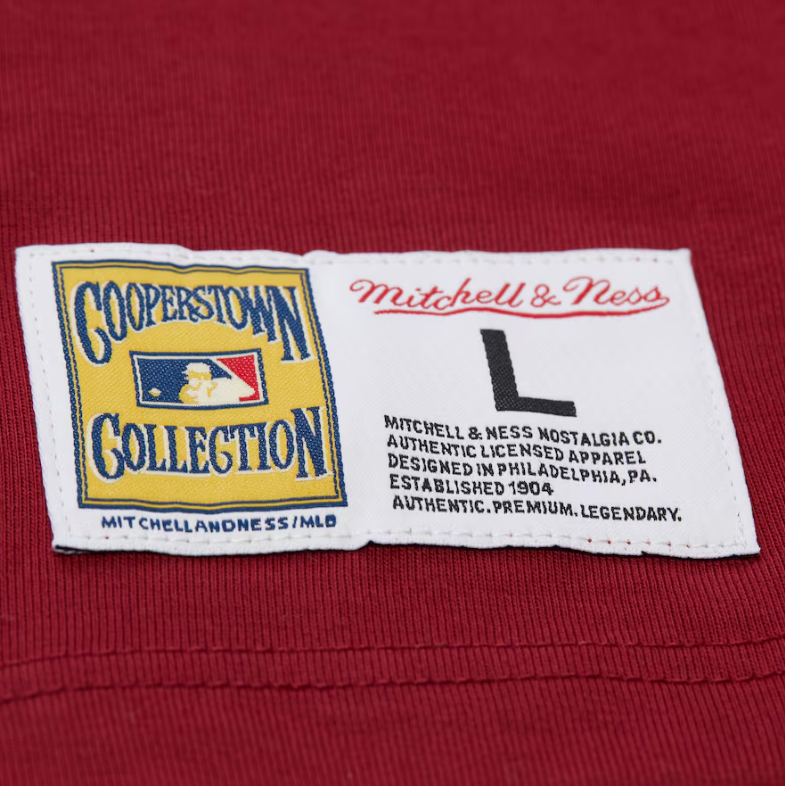 COOPERSTOWN
COLLECTION
MITCHELLANDNESS/MLB
Mitchell & Ness
L
MITCHELL & NESS NOSTALGIA CO.
AUTHENTIC LICENSED APPAREL
DESIGNED IN PHILADELPHIA, PA.
ESTABLISHED 1904
AUTHENTIC. PREMIUM. LEGENDARY.